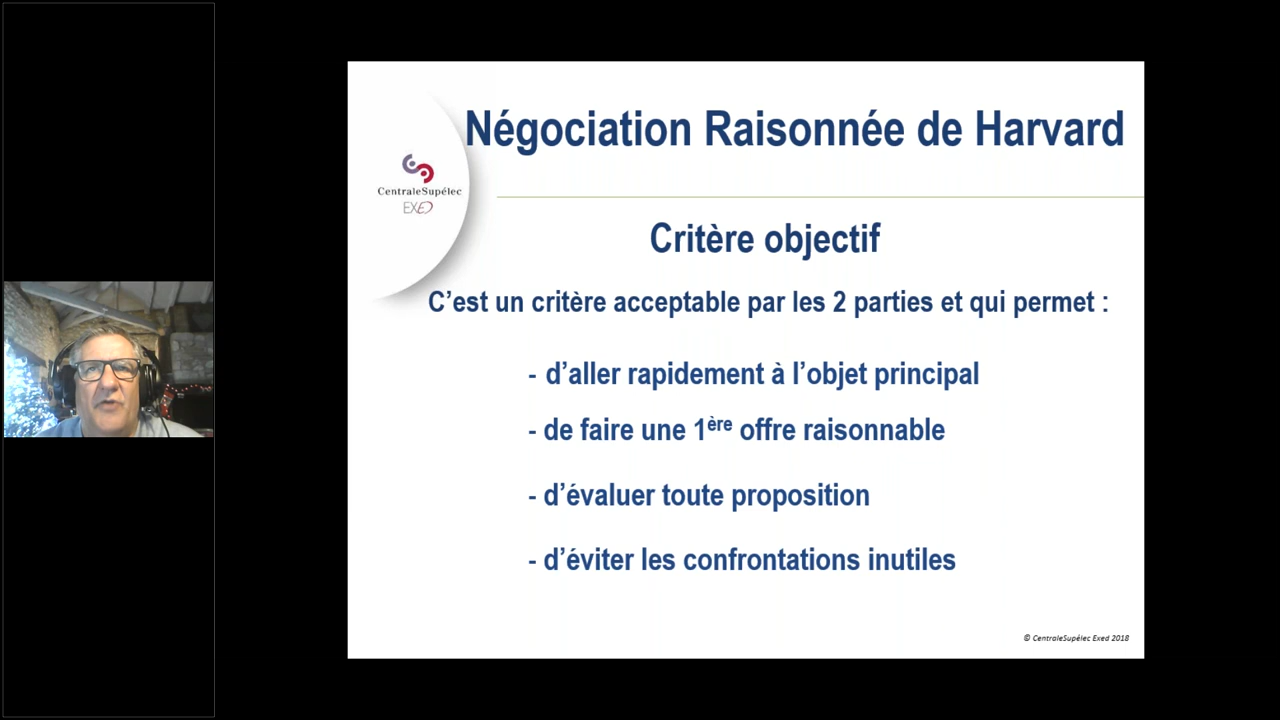 Négociation Raisonnée de Harvard
CentraleSupélec
EXED
Critère objectif
C’est un critère acceptable par les 2 parties et qui permet :
- d’aller rapidement à l’objet principal
- de faire une 1ère offre raisonnable
- d’évaluer toute proposition
- d’éviter les confrontations inutiles
© CentraleSupélec Exed 2018